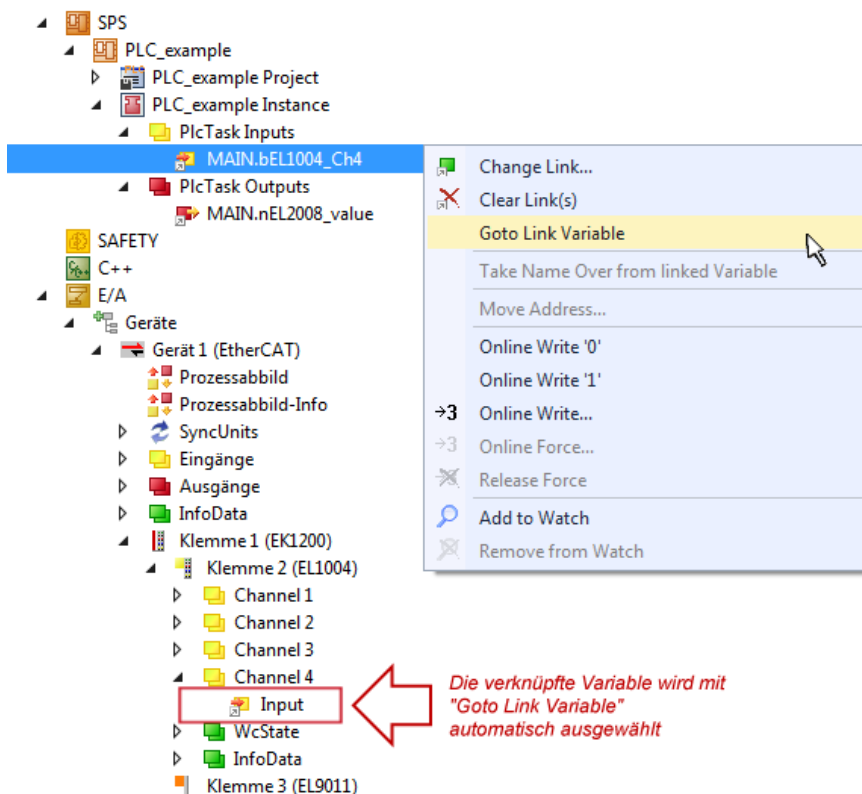 SPS
PLC_example
PLC_example Project
PLC_example Instance
PlcTask Inputs
MAIN.bEL1004_Ch4
PlcTask Outputs
MAIN.nEL2008_value
SAFETY
C++
E/A
Geräte
Gerät 1 (EtherCAT)
Prozessabbild
Prozessabbild-Info
SyncUnits
Eingänge
Ausgänge
InfoData
Klemme 1 (EK1200)
Klemme 2 (EL1004)
Channel 1
Channel 2
Channel 3
Channel 4
Input
WcState
InfoData
Klemme 3 (EL9011)
Change Link...
Clear Link(s)
Goto Link Variable
Take Name Over from linked Variable
Move Address...
Online Write '0'
Online Write '1'
→3 Online Write...
→3 Online Force...
Release Force
Add to Watch
Remove from Watch
Die verknüpfte Variable wird mit
"Goto Link Variable"
automatisch ausgewählt